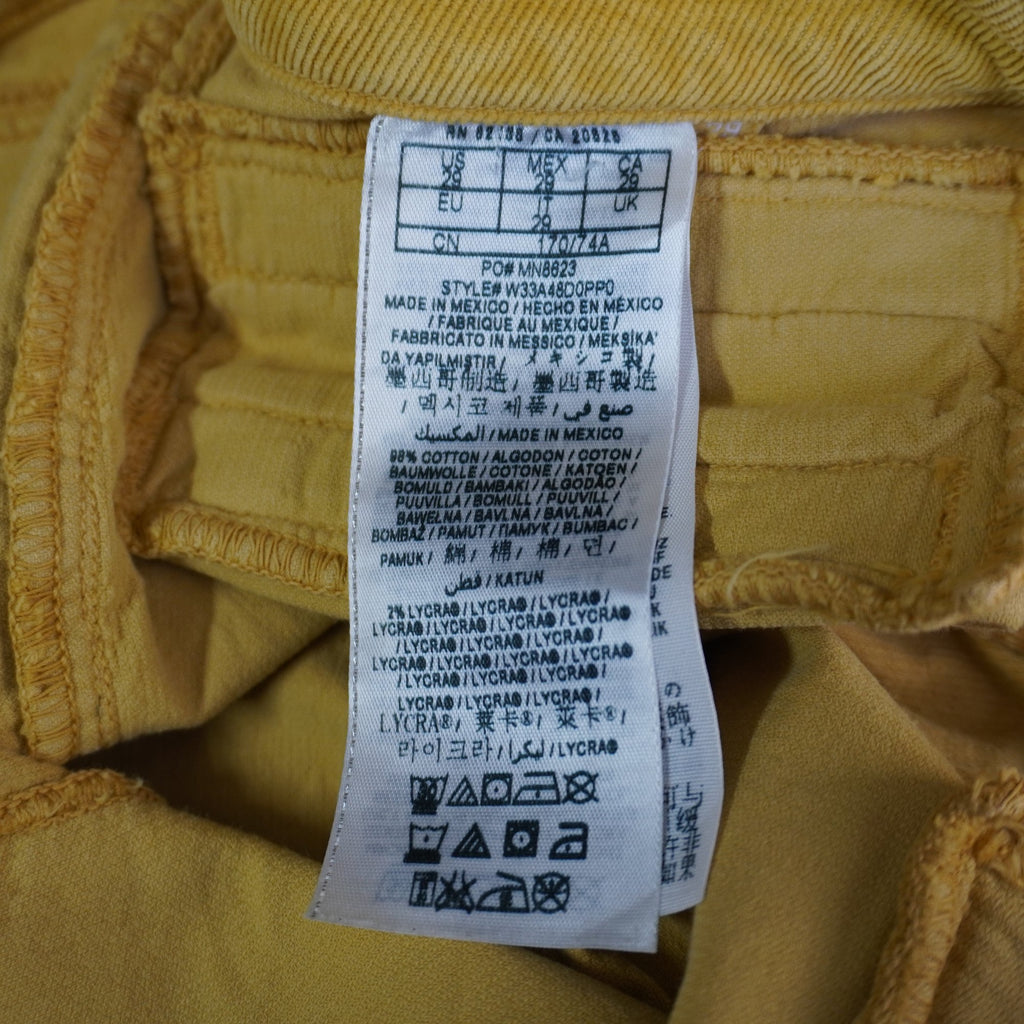 US MEX CA
29 29 29
EU IT UK
29
CN 170/74A
PO# MN8623
STYLE# W33A48D0PP0
MADE IN MEXICO / HECHO EN MÉXICO
/ FABRIQUE AU MEXIQUE /
FABBRICATO IN MESSICO / MEKSİKA'
DA YAPILMIŞTIR / メキシコ製 /
墨西哥制造, 墨西哥製造
/ 멕시코 제품 / صنع في
المكسيك / MADE IN MEXICO
98% COTTON / ALGODON / COTON /
BAUMWOLLE / COTONE / KATOEN /
BOMULD / BAMBAKI / ALGODÃO /
PUUVILLA / BOMULL / PUUVILL /
BAWEŁNA / BAVLNA / BAVLNA /
BOMBAŽ / PAMUT / ПАМУК / BUMBAC /
PAMUK / 綿, 棉, 棉, 면 /
قطن / KATUN
2% LYCRA® / LYCRA® / LYCRA® /
LYCRA® / LYCRA® / LYCRA® / LYCRA®
/ LYCRA® / LYCRA® / LYCRA® /
LYCRA® / LYCRA® / LYCRA® / LYCRA®
/ LYCRA® / LYCRA® / LYCRA® /
LYCRA® / LYCRA® / LYCRA® /
LYCRA®, 莱卡®, 萊卡® /
라이크라 / ليكرا / LYCRA®